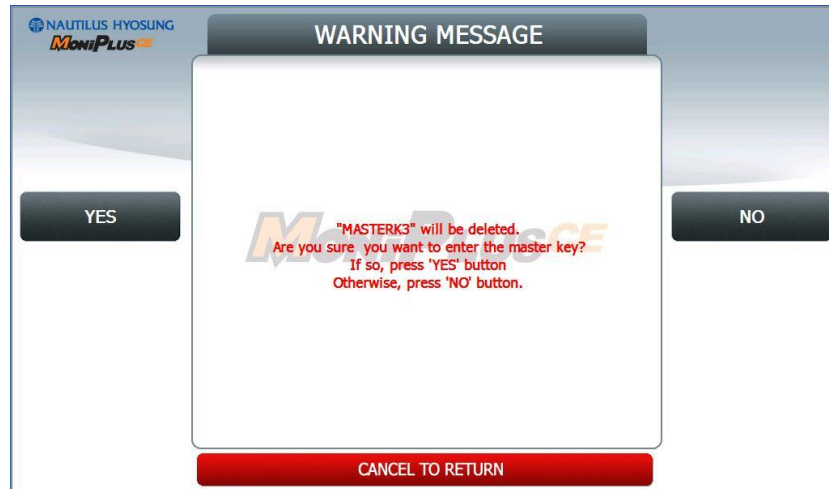 NAUTILUS HYOSUNG
MONIPLUSCE
WARNING MESSAGE
YES
NO
MONIPLUSCE
"MASTERK3" will be deleted.
Are you sure you want to enter the master key?
If so, press 'YES' button
Otherwise, press 'NO' button.
CANCEL TO RETURN